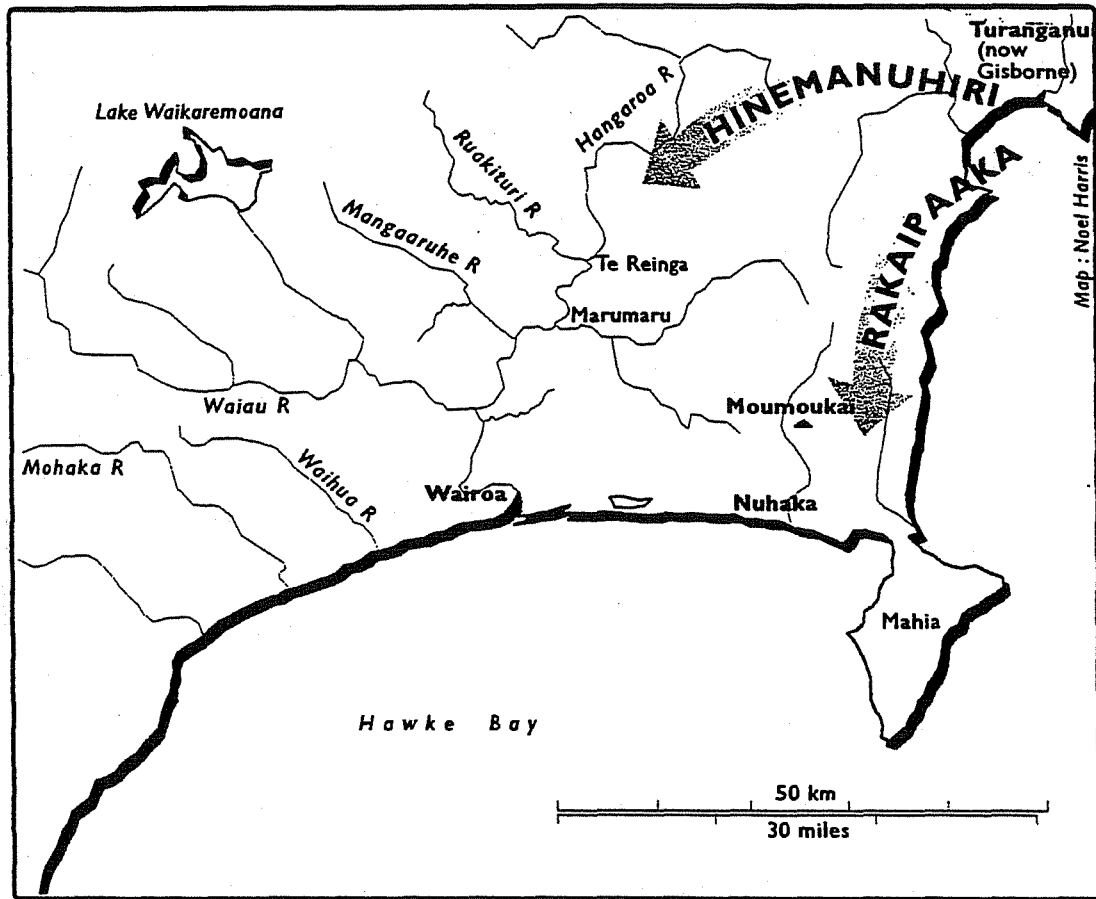 Turanganui
(now
Gisborne)
HINEMANUHIRI
Hangaroa R
Lake Waikaremoana
Ruakituri R
RAKAIPAAKA
Mangaaruhe R
Te Reinga
Map : Noel Harris
Marumaru
Waiau R
Moumoukai
Mohaka R
Waihua R
Wairoa
Nuhaka
Mahia
Hawke Bay
50 km
30 miles